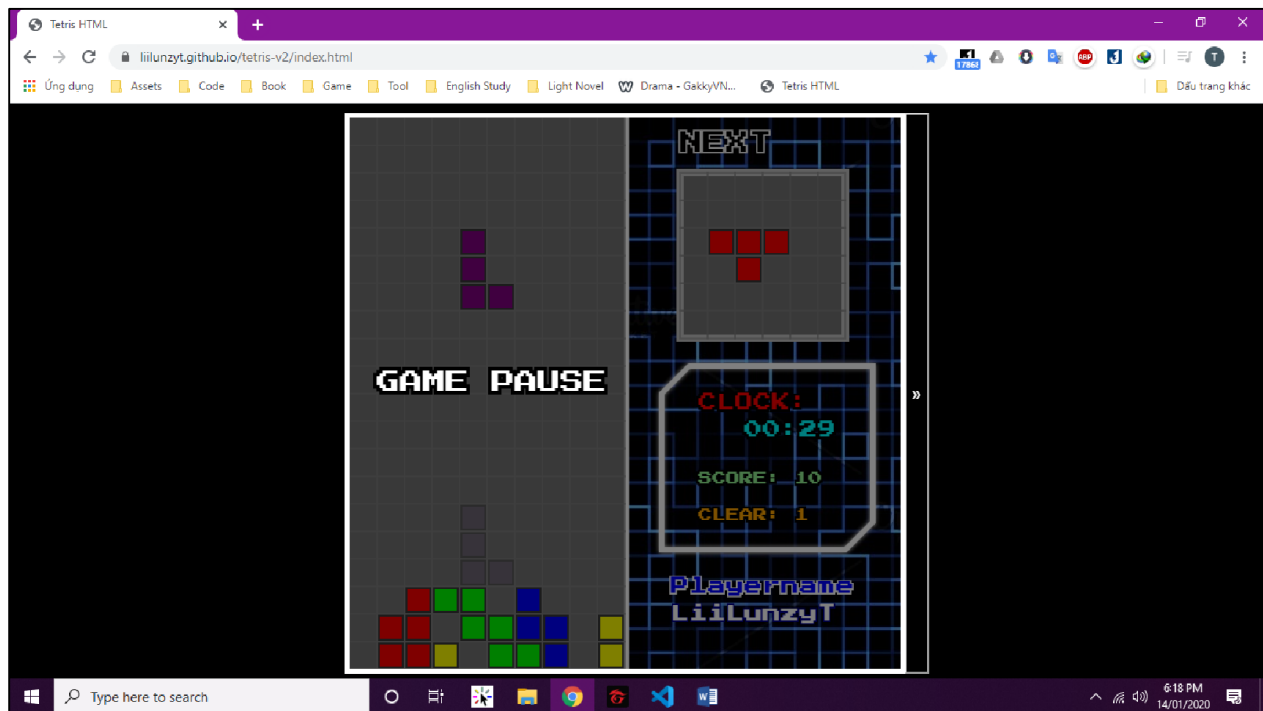 Tetris HTML
liilunzyt.github.io/tetris-v2/index.html
17868
ABP
T
Ứng dụng Assets Code Book Game Tool English Study Light Novel Drama - GakkyVN... Tetris HTML Dấu trang khác
NEXT
GAME PAUSE
CLOCK:
00:29
SCORE: 10
CLEAR: 1
»
Playername
LiiLunzyT
Type here to search
6:18 PM
14/01/2020